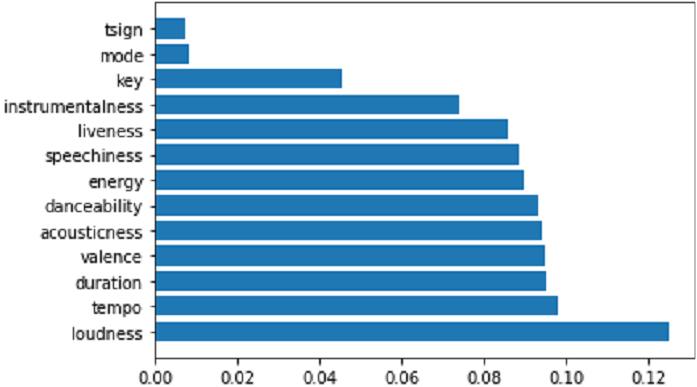 tsign
mode
key
instrumentalness
liveness
speechiness
energy
danceability
acousticness
valence
duration
tempo
loudness
0.00 0.02 0.04 0.06 0.08 0.10 0.12